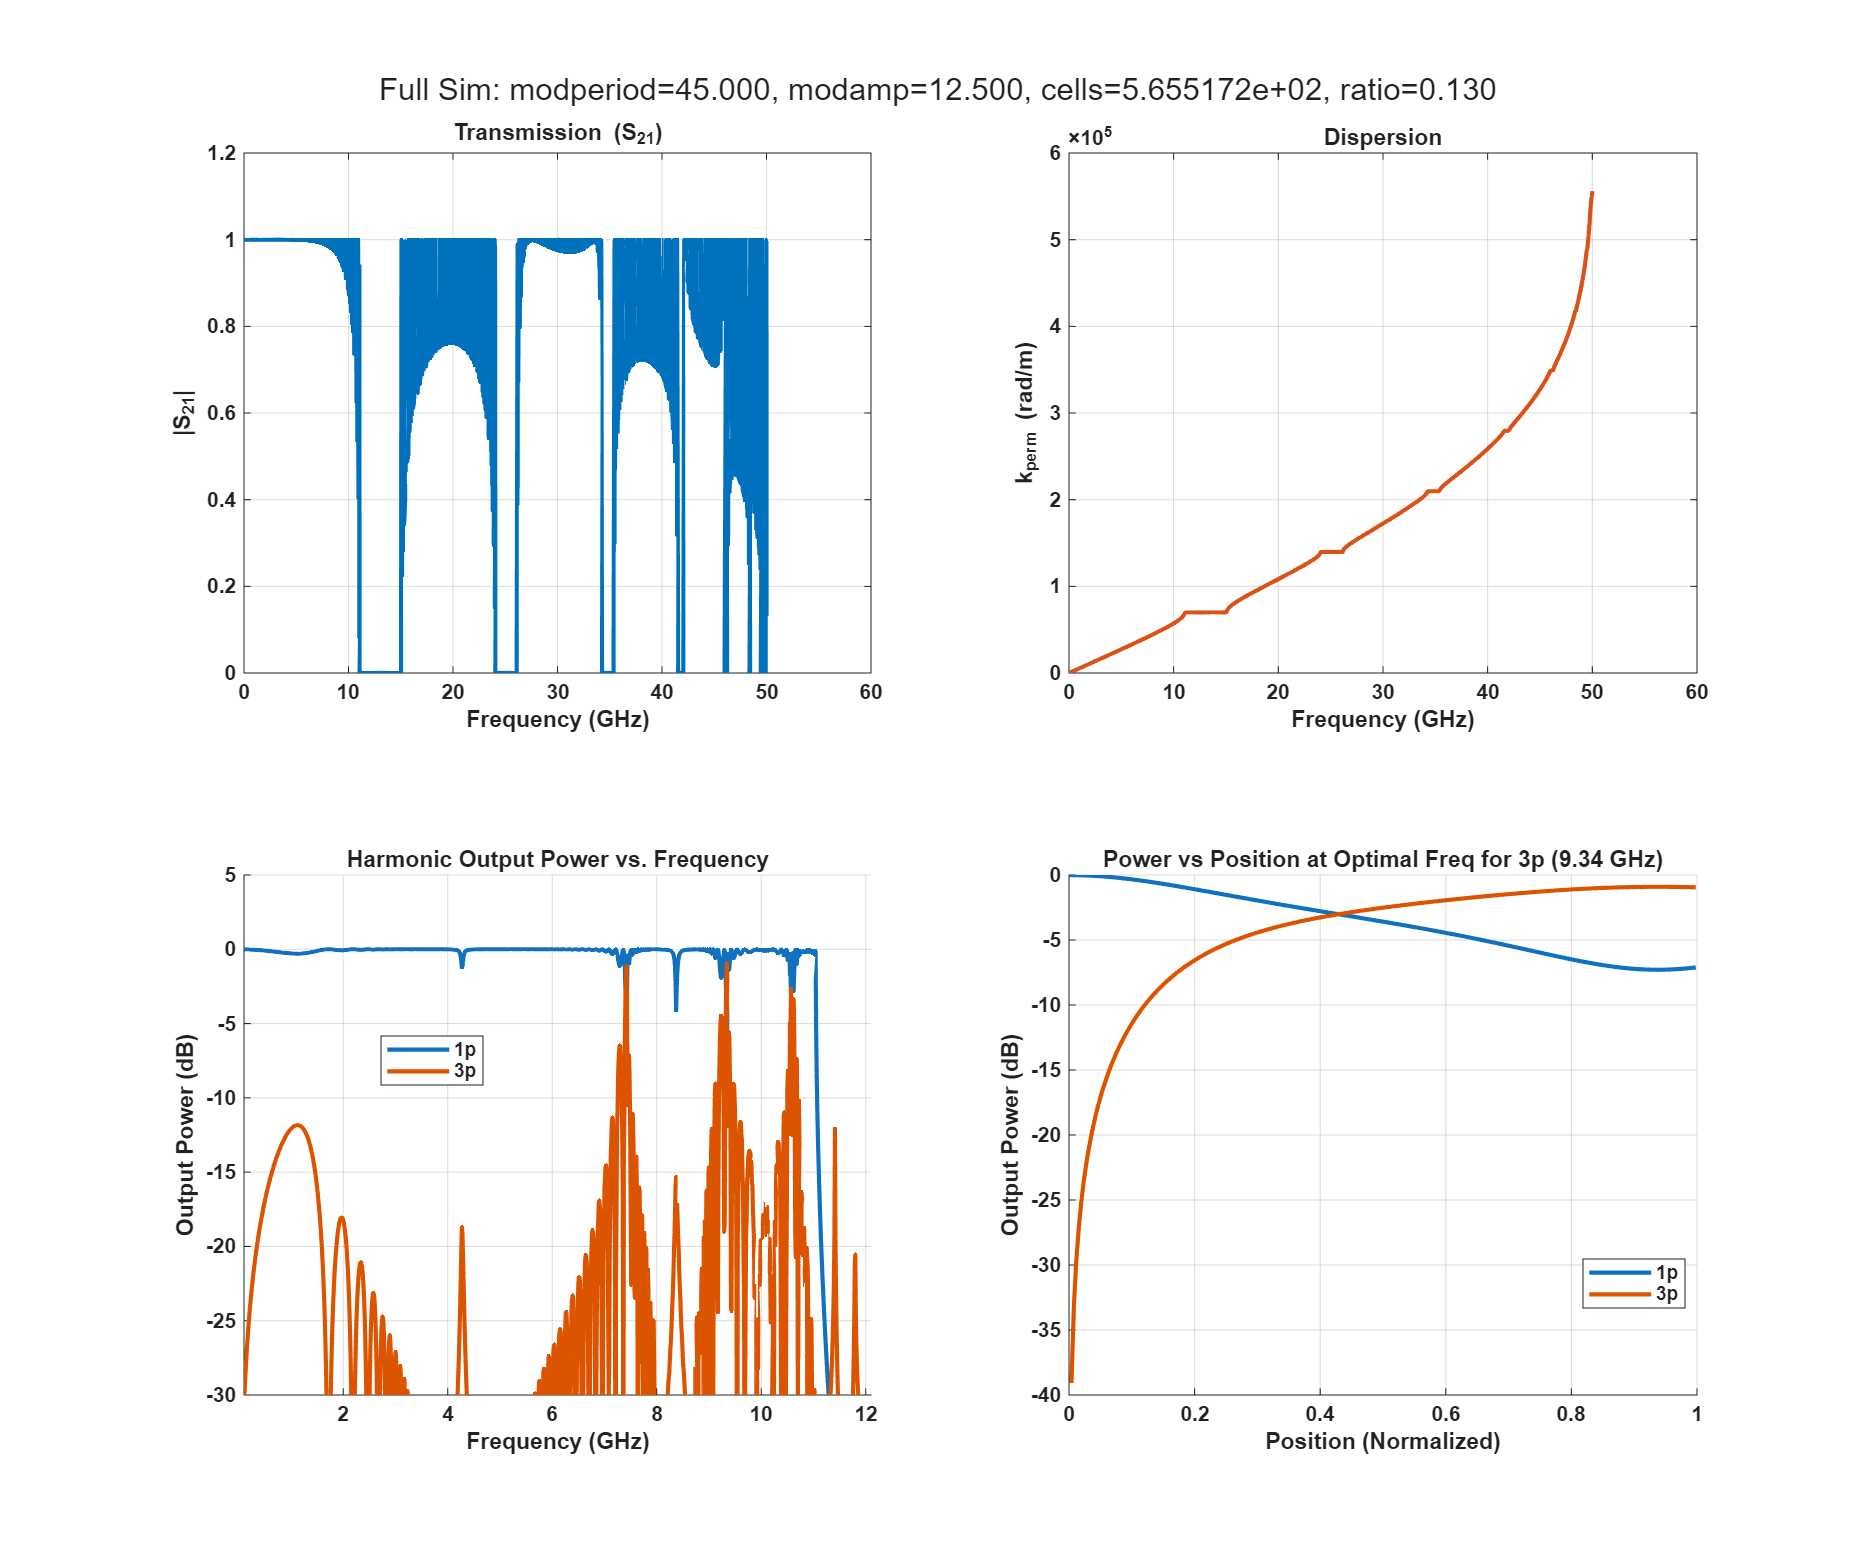 Full Sim: modperiod=45.000, modamp=12.500, cells=5.655172e+02, ratio=0.130
Transmission (S21)
1.2
1
0.8
0.6
0.4
0.2
0
|S21|
0 10 20 30 40 50 60
Frequency (GHz)
×10^5
Dispersion
6
5
4
3
2
1
0
kperm (rad/m)
0 10 20 30 40 50 60
Frequency (GHz)
Harmonic Output Power vs. Frequency
5
0
-5
-10
-15
-20
-25
-30
Output Power (dB)
1p
3p
2 4 6 8 10 12
Frequency (GHz)
Power vs Position at Optimal Freq for 3p (9.34 GHz)
0
-5
-10
-15
-20
-25
-30
-35
-40
Output Power (dB)
1p
3p
0 0.2 0.4 0.6 0.8 1
Position (Normalized)